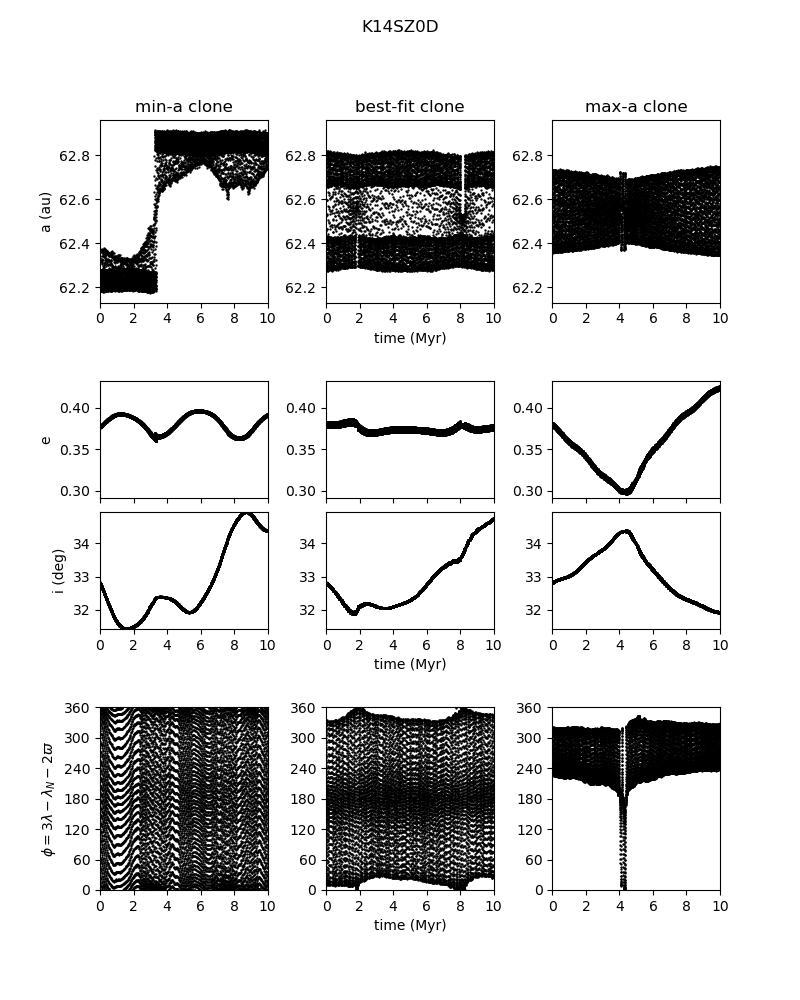 K14SZ0D
min-a clone best-fit clone max-a clone
a (au)
62.8 62.8 62.8
62.6 62.6 62.6
62.4 62.4 62.4
62.2 62.2 62.2
0 2 4 6 8 10 0 2 4 6 8 10 0 2 4 6 8 10
time (Myr)
e
0.40 0.40 0.40
0.35 0.35 0.35
0.30 0.30 0.30
i (deg)
34 34 34
33 33 33
32 32 32
0 2 4 6 8 10 0 2 4 6 8 10 0 2 4 6 8 10
time (Myr)
ϕ = 3λ − λ_N − 2ϖ
360 360 360
300 300 300
240 240 240
180 180 180
120 120 120
60 60 60
0 0 0
0 2 4 6 8 10 0 2 4 6 8 10 0 2 4 6 8 10
time (Myr)